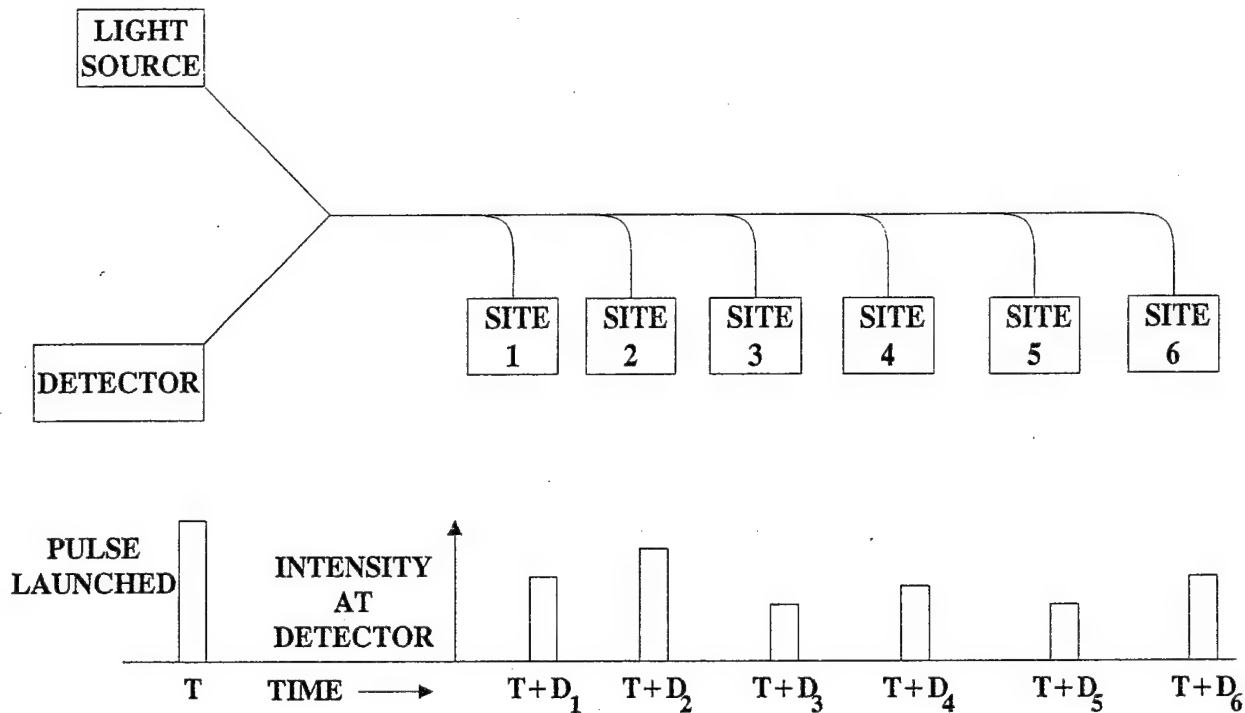 LIGHT
SOURCE
DETECTOR
SITE
1
SITE
2
SITE
3
SITE
4
SITE
5
SITE
6
PULSE
LAUNCHED
INTENSITY
AT
DETECTOR
T
TIME
T+D1
T+D2
T+D3
T+D4
T+D5
T+D6